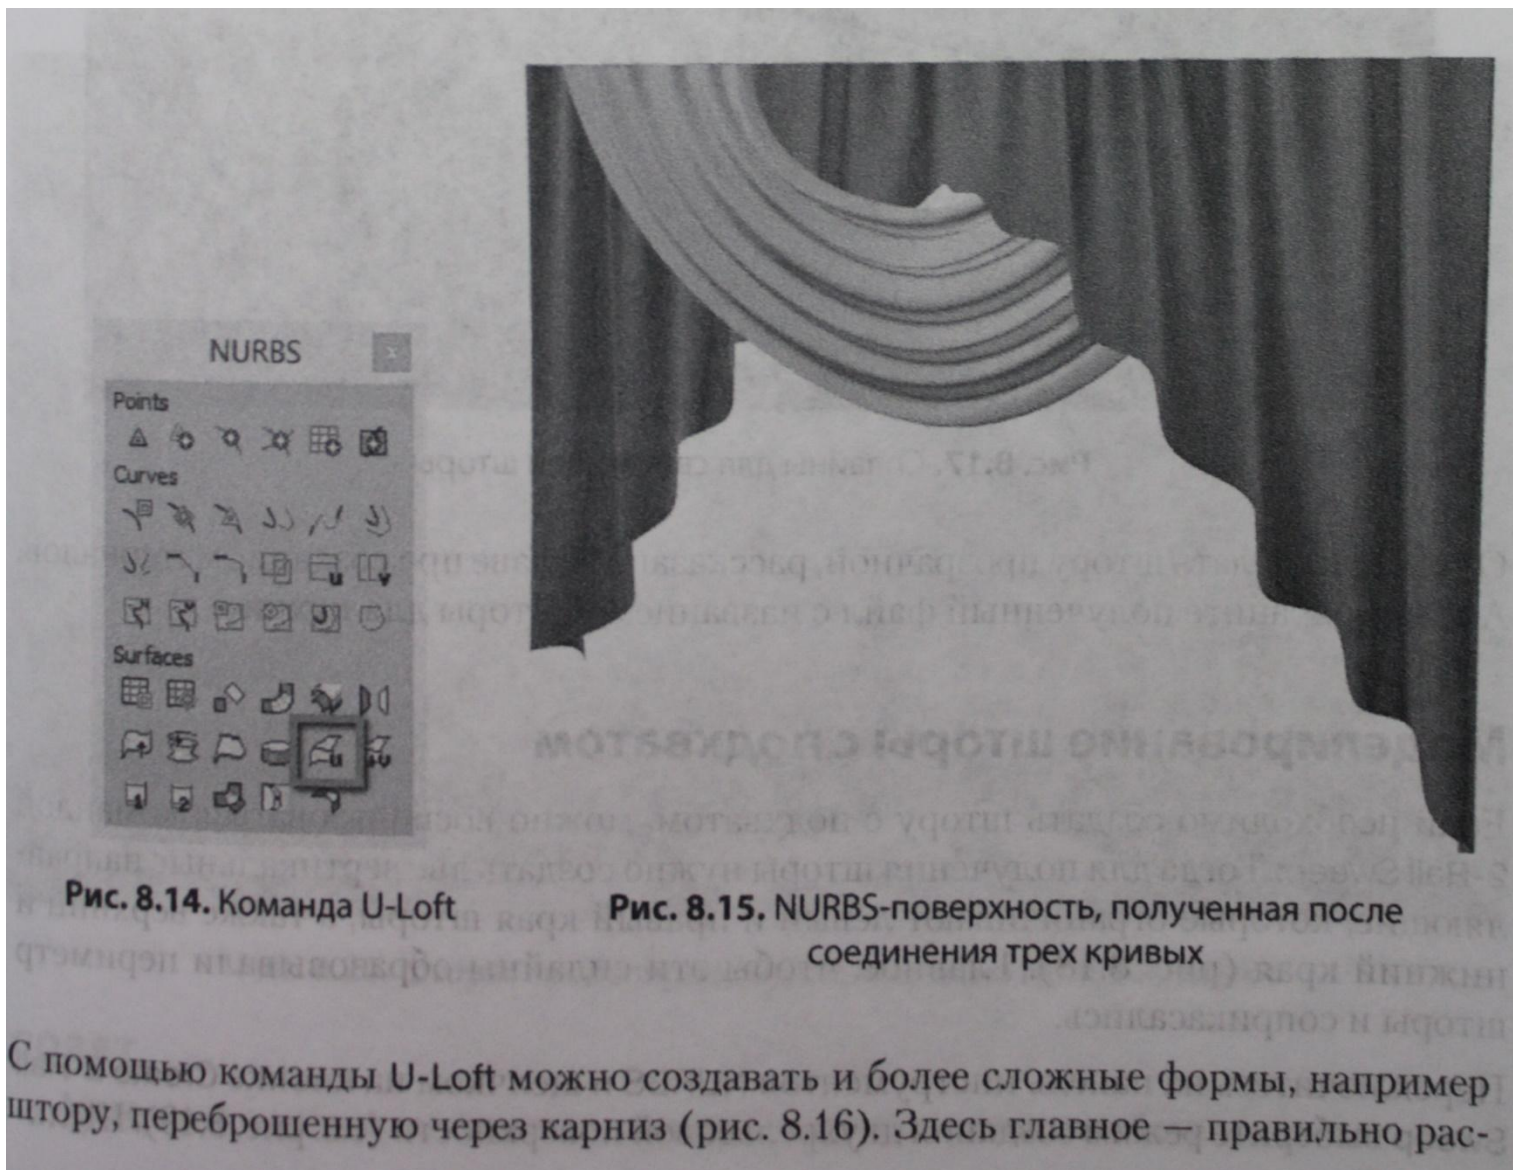 NURBS
Points
Curves
Surfaces
Рис. 8.14. Команда U-Loft
Рис. 8.15. NURBS-поверхность, полученная после
соединения трех кривых
С помощью команды U-Loft можно создавать и более сложные формы, например
штору, переброшенную через карниз (рис. 8.16). Здесь главное — правильно рас-